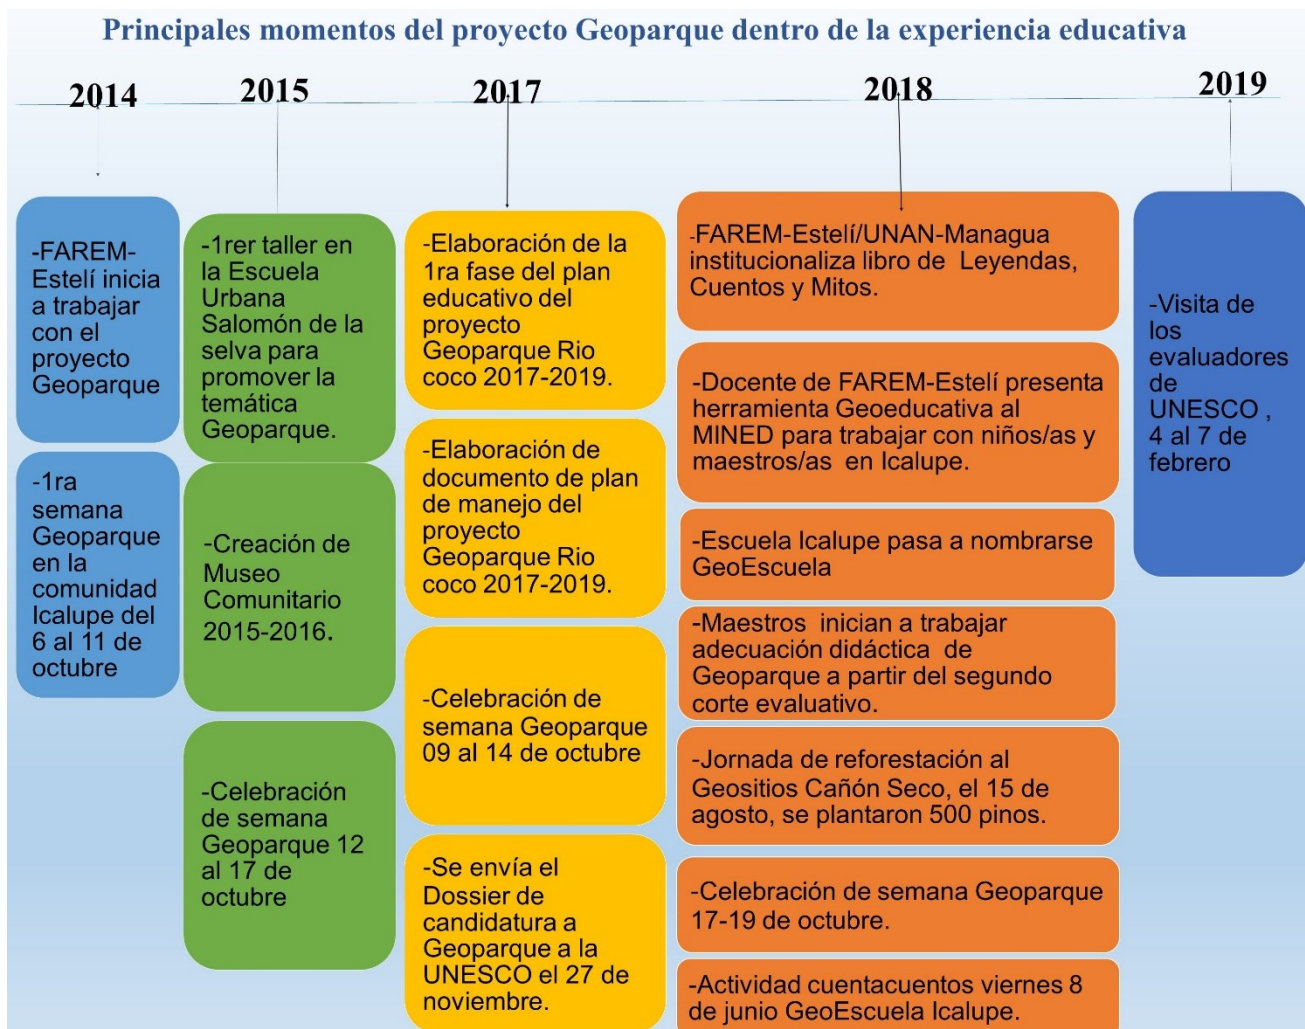 Principales momentos del proyecto Geoparque dentro de la experiencia educativa
2014
2015
2017
2018
2019
-FAREM-
Estelí inicia
a trabajar
con el
proyecto
Geoparque
-1ra
semana
Geoparque
en la
comunidad
Icalupe del
6 al 11 de
octubre
-1rer taller en
la Escuela
Urbana
Salomón de la
selva para
promover la
temática
Geoparque.
-Creación de
Museo
Comunitario
2015-2016.
-Celebración
de semana
Geoparque 12
al 17 de
octubre
-Elaboración de la
1ra fase del plan
educativo del
proyecto
Geoparque Rio
coco 2017-2019.
-Elaboración de
documento de plan
de manejo del
proyecto
Geoparque Rio
coco 2017-2019.
-Celebración de
semana Geoparque
09 al 14 de octubre
-Se envía el
Dossier de
candidatura a
Geoparque a la
UNESCO el 27 de
noviembre.
-FAREM-Estelí/UNAN-Managua
institucionaliza libro de Leyendas,
Cuentos y Mitos.
-Docente de FAREM-Estelí presenta
herramienta Geoeducativa al
MINED para trabajar con niños/as y
maestros/as en Icalupe.
-Escuela Icalupe pasa a nombrarse
GeoEscuela
-Maestros inician a trabajar
adecuación didáctica de
Geoparque a partir del segundo
corte evaluativo.
-Jornada de reforestación al
Geositios Cañón Seco, el 15 de
agosto, se plantaron 500 pinos.
-Celebración de semana Geoparque
17-19 de octubre.
-Actividad cuentacuentos viernes 8
de junio GeoEscuela Icalupe.
-Visita de
los
evaluadores
de
UNESCO ,
4 al 7 de
febrero